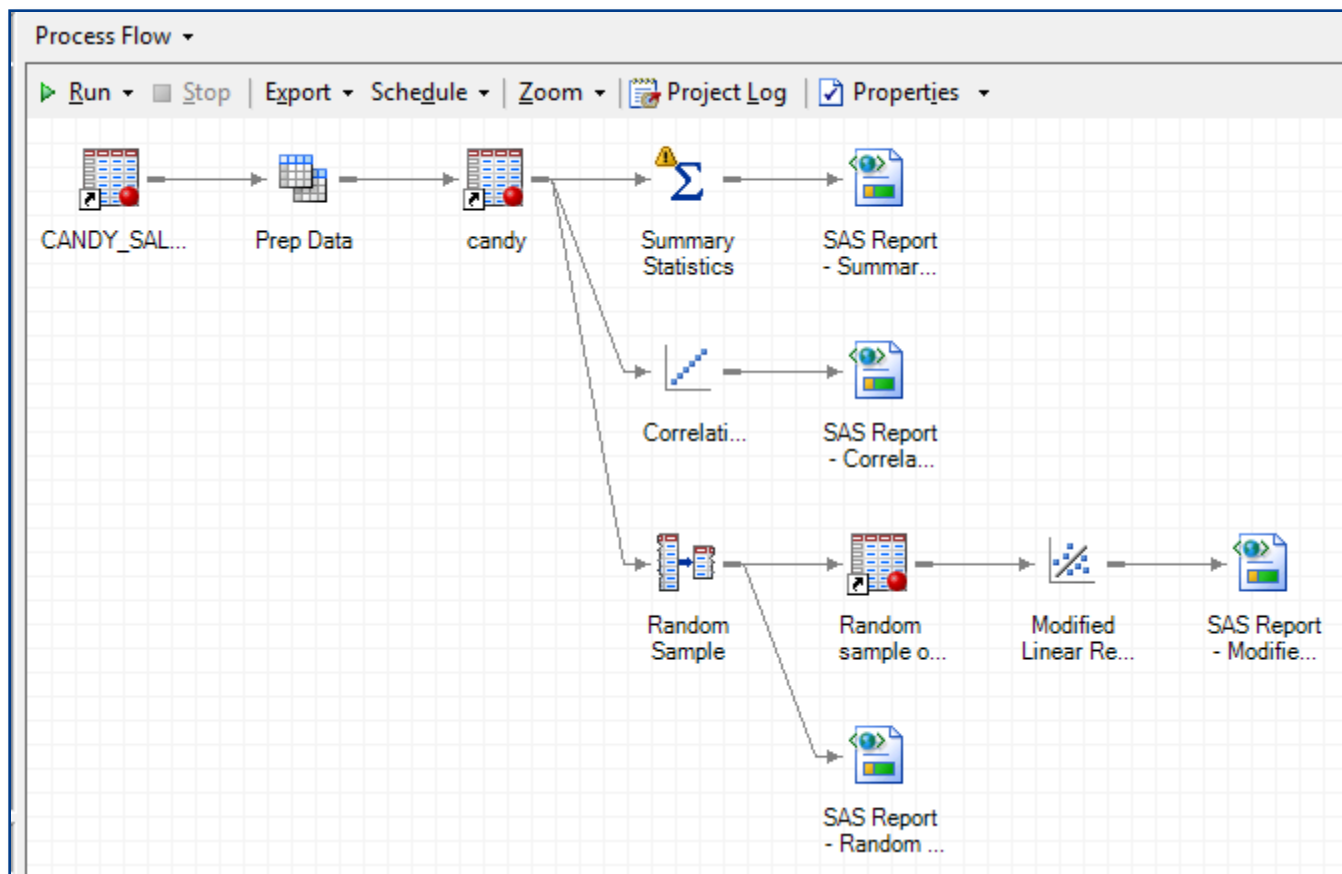 Process Flow
Run Stop Export Schedule Zoom Project Log Properties
CANDY_SAL...
Prep Data
candy
Summary
Statistics
SAS Report
- Summar...
Correlati...
SAS Report
- Correla...
Random
Sample
Random
sample o...
Modified
Linear Re...
SAS Report
- Modifie...
SAS Report
- Random ...